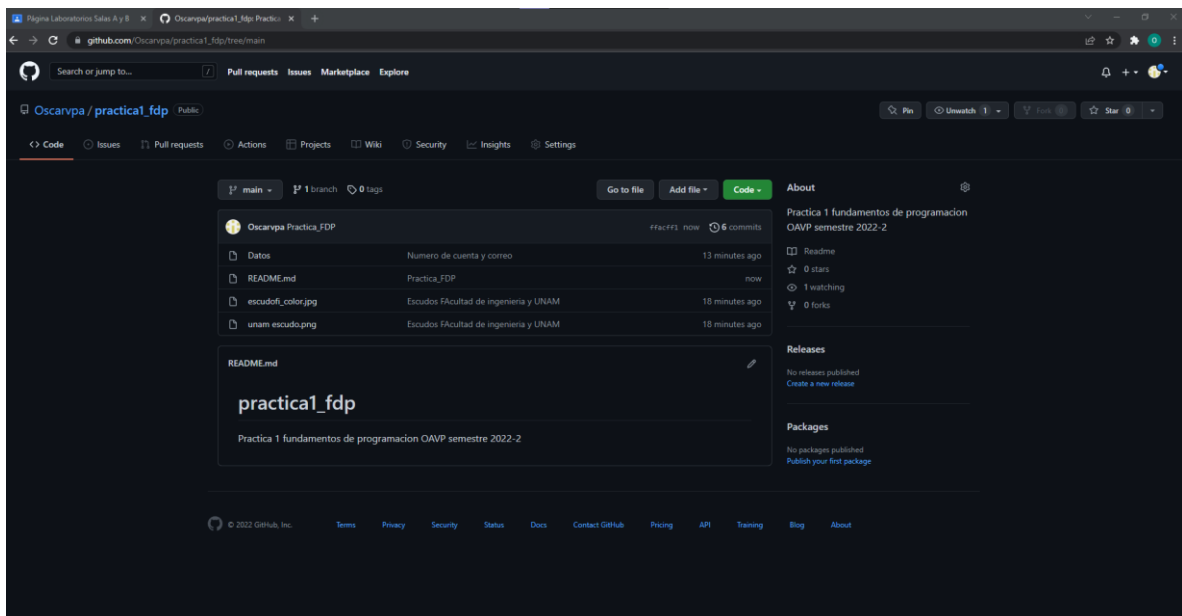 Página Laboratorios Salas A y B
Oscarvpa/practica1_fdp: Practica
github.com/Oscarvpa/practica1_fdp/tree/main
O
Search or jump to...
/
Pull requests Issues Marketplace Explore
Oscarvpa / practica1_fdp Public
Pin
Unwatch 1
Fork 0
Star 0
Code Issues Pull requests Actions Projects Wiki Security Insights Settings
main 1 branch 0 tags
Go to file Add file Code
Oscarvpa Practica_FDP ffacff1 now 6 commits
Datos Numero de cuenta y correo 13 minutes ago
README.md Practica_FDP now
escudofi_color.jpg Escudos FAcultad de ingenieria y UNAM 18 minutes ago
unam escudo.png Escudos FAcultad de ingenieria y UNAM 18 minutes ago
README.md
practica1_fdp
Practica 1 fundamentos de programacion OAVP semestre 2022-2
About
Practica 1 fundamentos de programacion
OAVP semestre 2022-2
Readme
0 stars
1 watching
0 forks
Releases
No releases published
Create a new release
Packages
No packages published
Publish your first package
© 2022 GitHub, Inc. Terms Privacy Security Status Docs Contact GitHub Pricing API Training Blog About